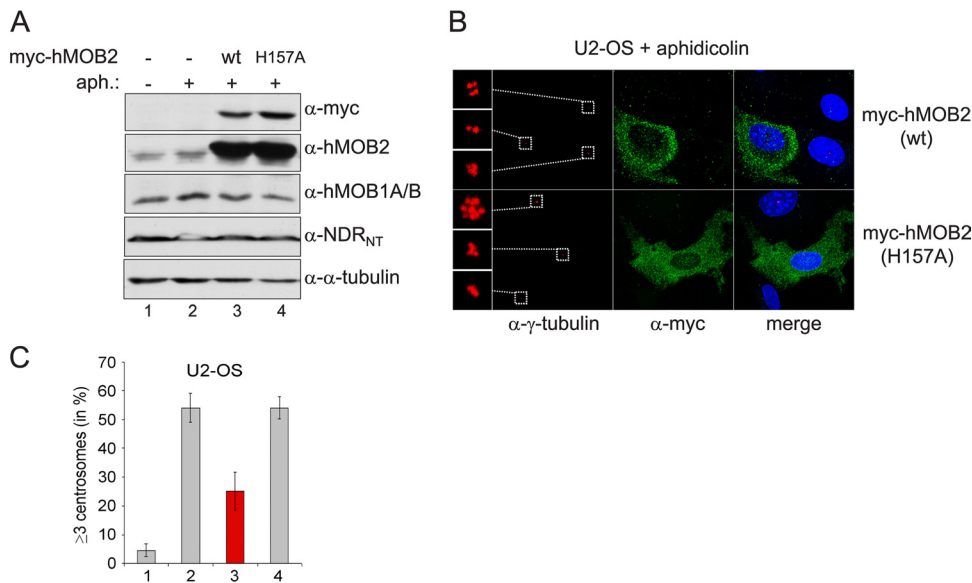 A
myc-hMOB2 - - wt H157A
aph.: - + + +
α-myc
α-hMOB2
α-hMOB1A/B
α-NDRNT
α-α-tubulin
1 2 3 4
B
U2-OS + aphidicolin
myc-hMOB2
(wt)
myc-hMOB2
(H157A)
α-γ-tubulin α-myc merge
C
U2-OS
≥3 centrosomes (in %)
70
60
50
40
30
20
10
0
1 2 3 4